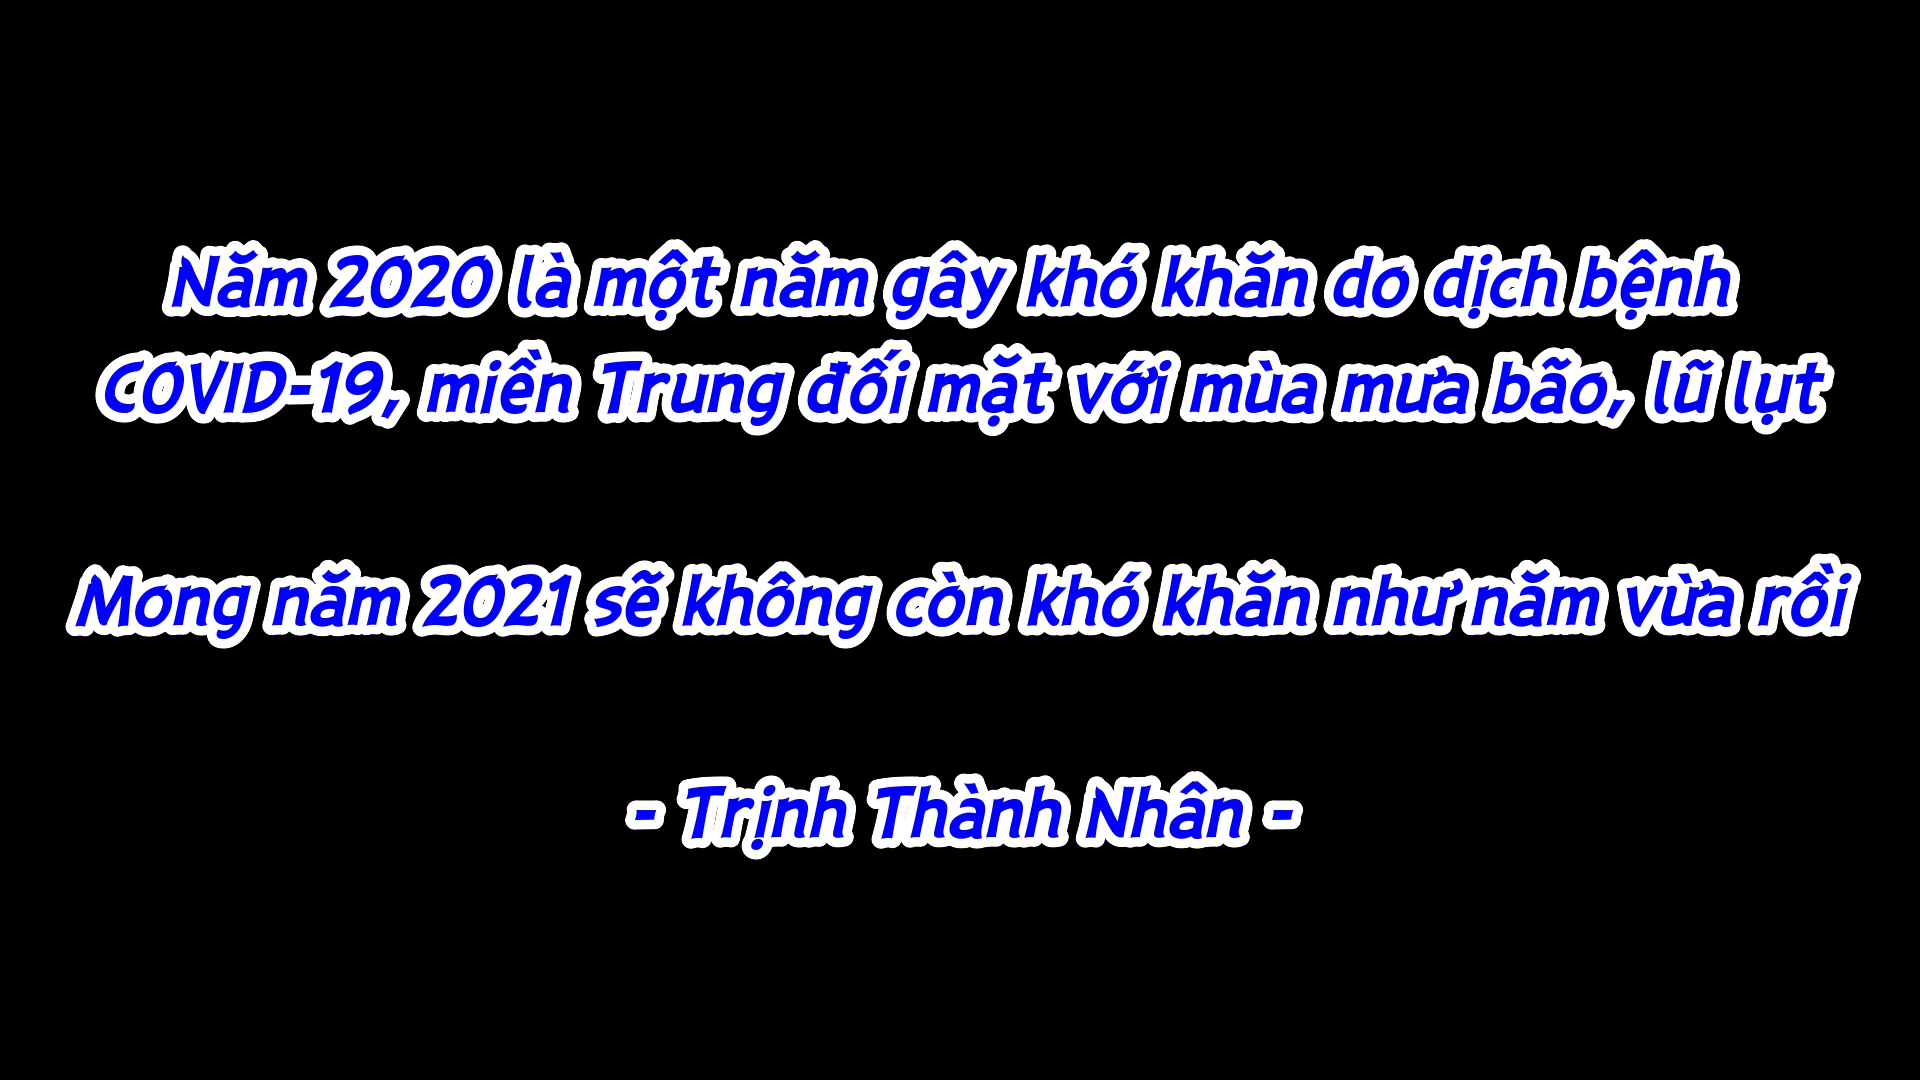 Năm 2020 là một năm gây khó khăn do dịch bệnh
COVID-19, miền Trung đối mặt với mùa mưa bão, lũ lụt
Mong năm 2021 sẽ không còn khó khăn như năm vừa rồi
- Trịnh Thành Nhân -